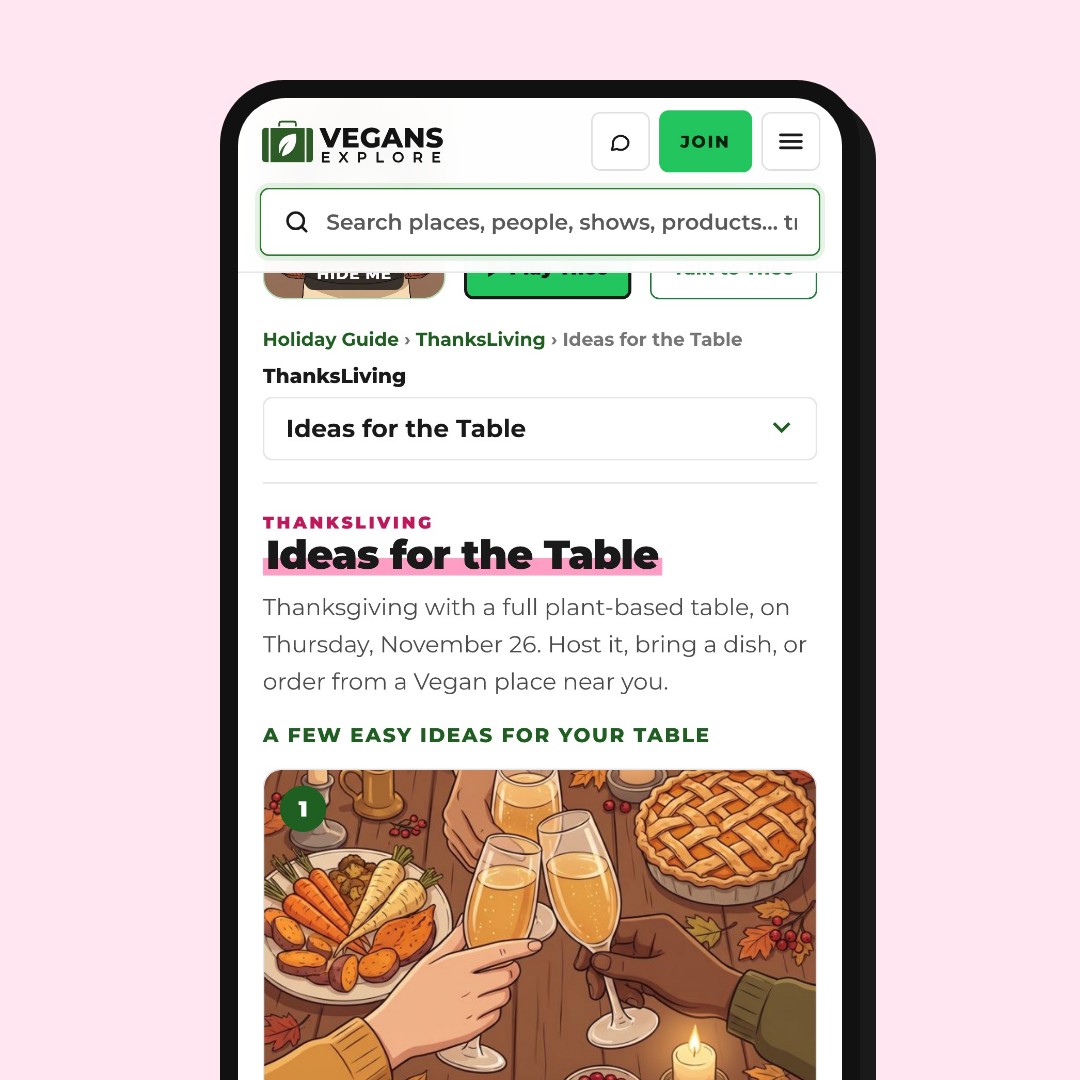 VEGANS
EXPLORE
JOIN
Search places, people, shows, products... tr
HIDE ME
Holiday Guide › ThanksLiving › Ideas for the Table
ThanksLiving
Ideas for the Table
THANKSLIVING
Ideas for the Table
Thanksgiving with a full plant-based table, on
Thursday, November 26. Host it, bring a dish, or
order from a Vegan place near you.
A FEW EASY IDEAS FOR YOUR TABLE
1